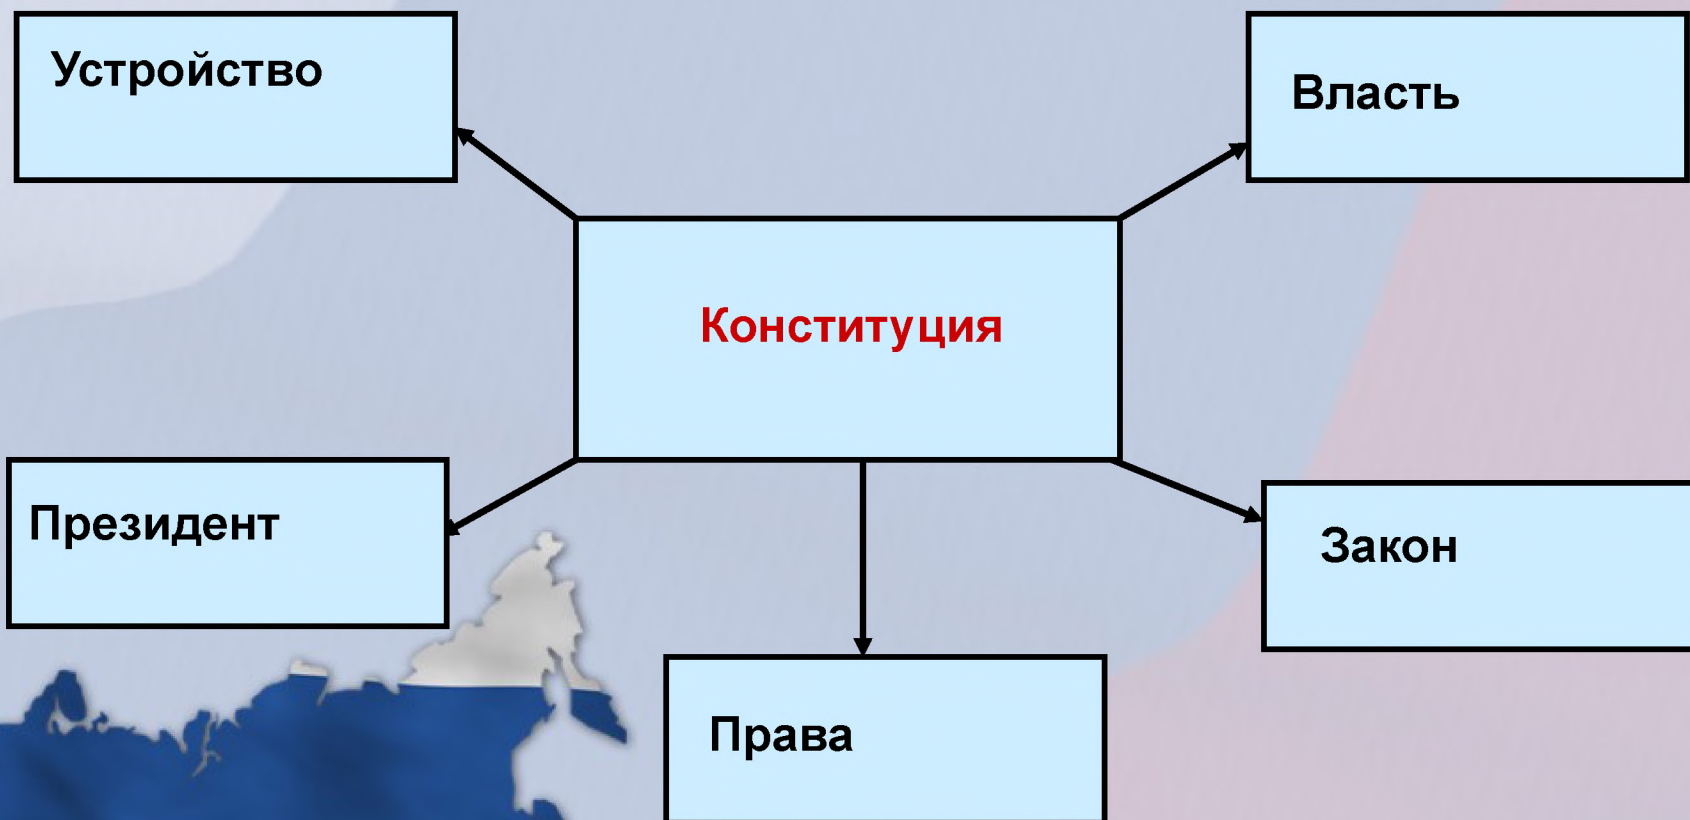 Устройство
Власть
Конституция
Президент
Закон
Права